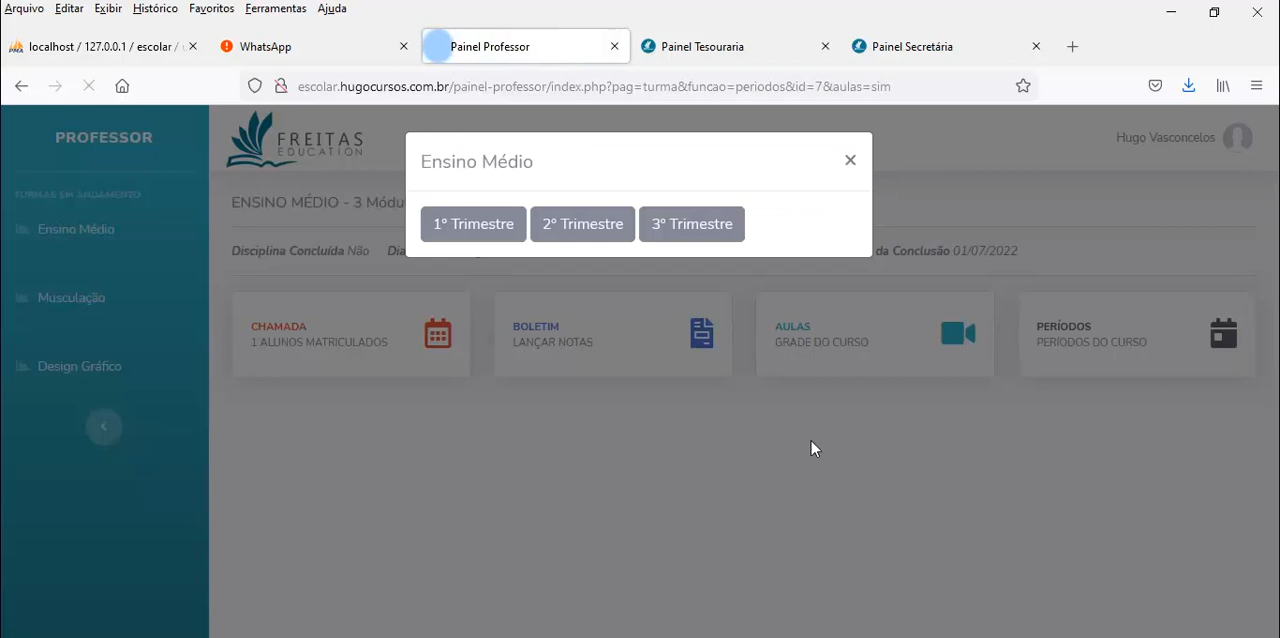 Arquivo Editar Exibir Histórico Favoritos Ferramentas Ajuda
localhost / 127.0.0.1 / escolar /
WhatsApp
Painel Professor
Painel Tesouraria
Painel Secretária
escolar.hugocursos.com.br/painel-professor/index.php?pag=turma&funcao=periodos&id=7&aulas=sim
PROFESSOR
FREITAS
EDUCATION
Hugo Vasconcelos
Ensino Médio
TURMAS EM ANDAMENTO
ENSINO MÉDIO - 3 Módu
1º Trimestre 2º Trimestre 3º Trimestre
Ensino Médio
Disciplina Concluída Não
da Conclusão 01/07/2022
Musculação
CHAMADA
1 ALUNOS MATRICULADOS
BOLETIM
LANÇAR NOTAS
AULAS
GRADE DO CURSO
PERÍODOS
PERÍODOS DO CURSO
Design Gráfico